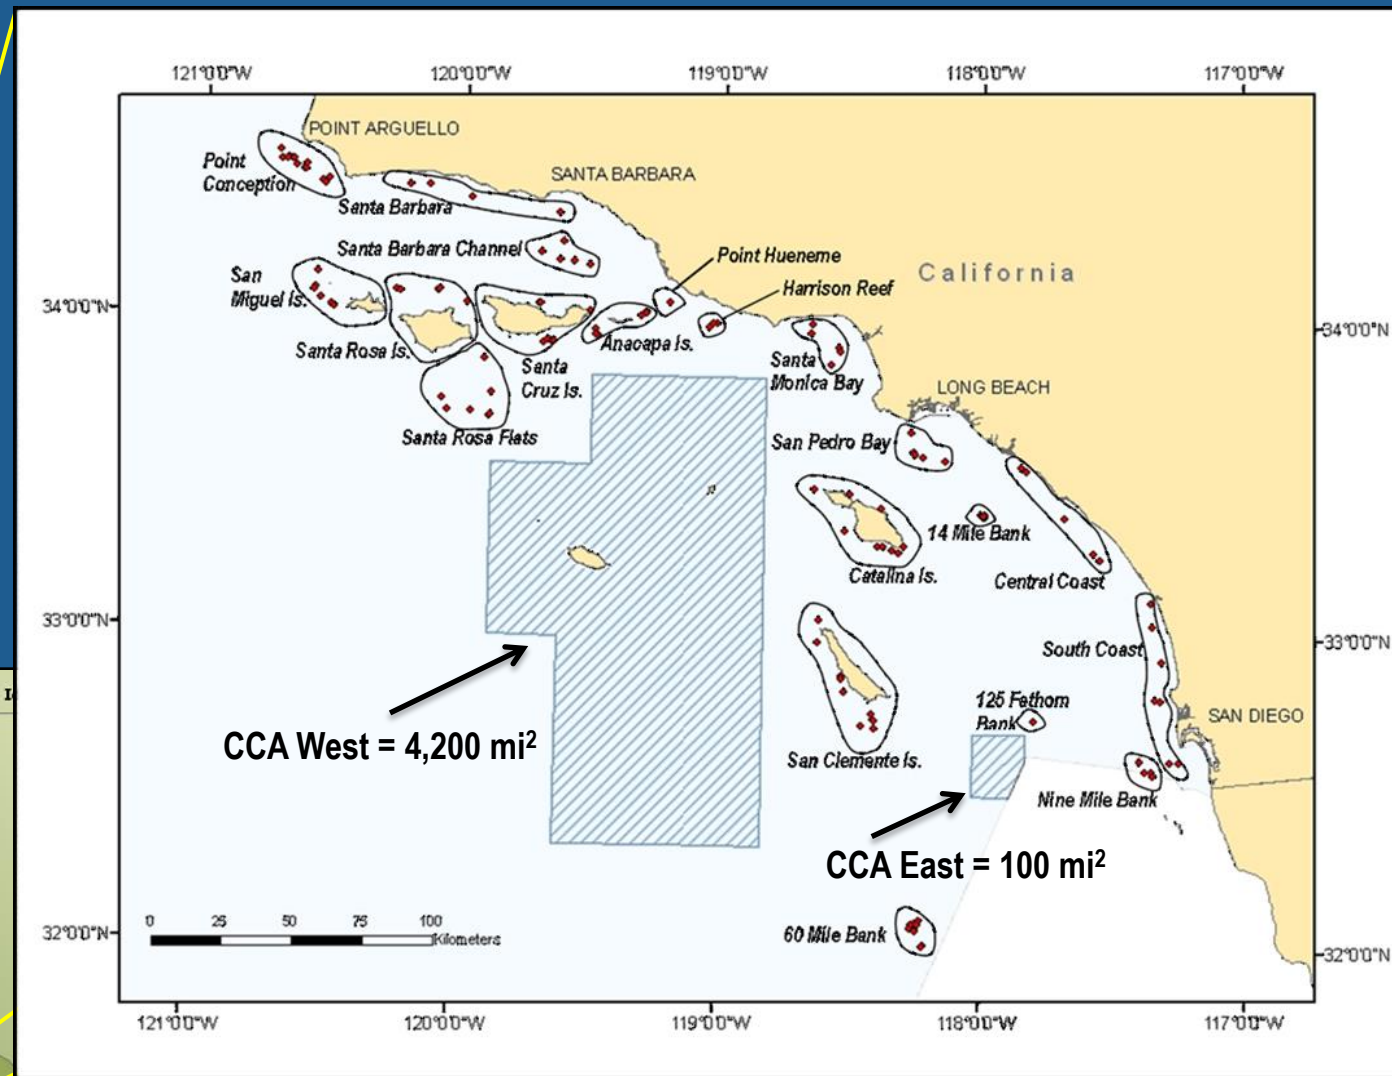 121°0'0"W
120°0'0"W
119°0'0"W
118°0'0"W
117°0'0"W
POINT ARGUELLO
Point
Conception
SANTA BARBARA
Santa Barbara
Santa Barbara Channel
Point Hueneme
California
San
Miguel Is.
Harrison Reef
34°0'0"N
34°0'0"N
Santa Rosa Is.
Anacapa Is.
Santa
Cruz Is.
Santa
Monica Bay
LONG BEACH
Santa Rosa Flats
San Pedro Bay
14 Mile Bank
Catalina Is.
Central Coast
33°0'0"N
33°0'0"N
South Coast
125 Fathom
Bank
SAN DIEGO
CCA West = 4,200 mi²
San Clemente Is.
Nine Mile Bank
CCA East = 100 mi²
0 25 50 75 100
Kilometers
60 Mile Bank
32°0'0"N
32°0'0"N
121°0'0"W
120°0'0"W
119°0'0"W
118°0'0"W
117°0'0"W